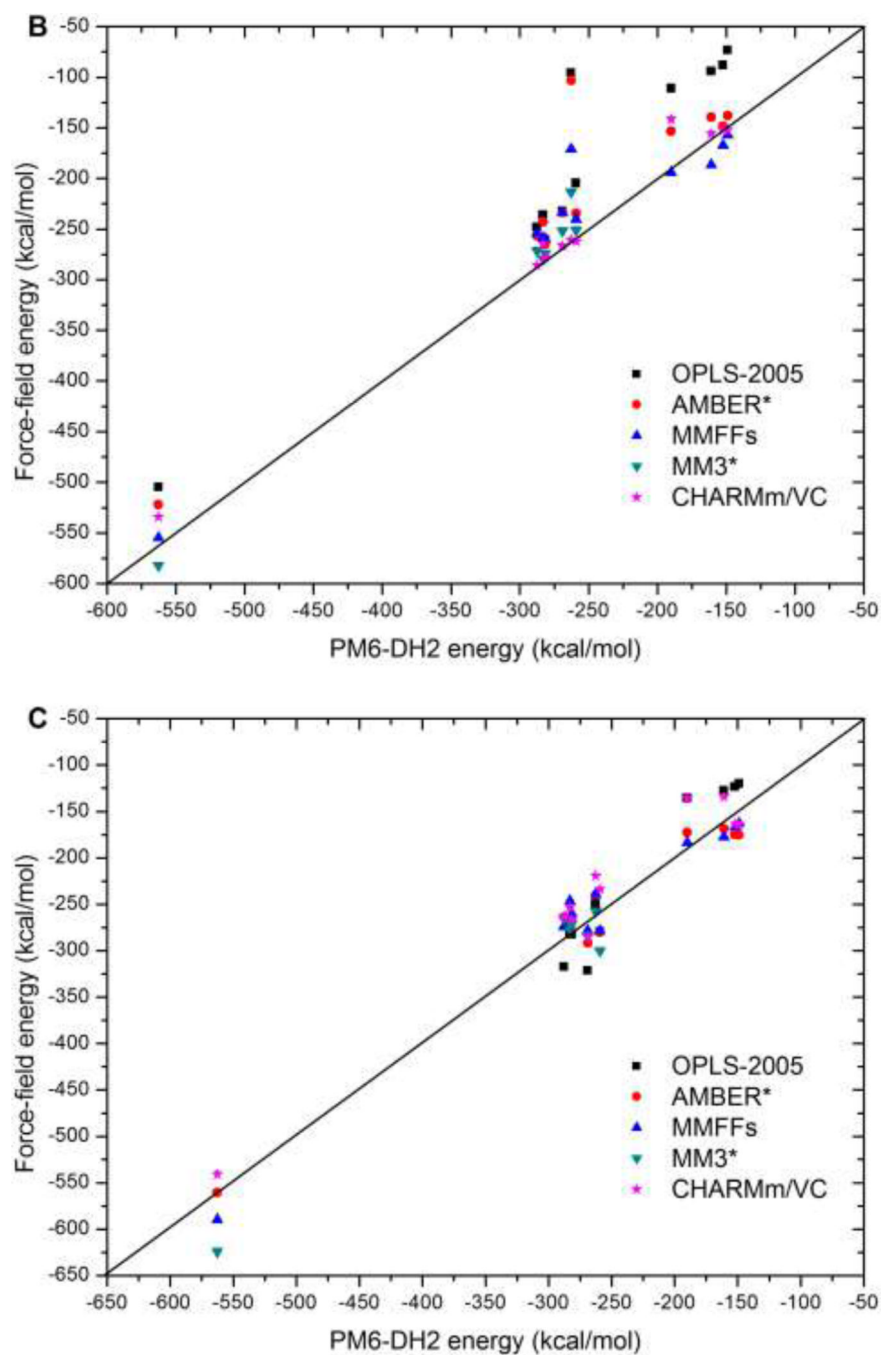 B
-50
-100
-150
-200
-250
-300
-350
-400
-450
-500
-550
-600
Force-field energy (kcal/mol)
OPLS-2005
AMBER*
MMFFs
MM3*
CHARMm/VC
-600 -550 -500 -450 -400 -350 -300 -250 -200 -150 -100 -50
PM6-DH2 energy (kcal/mol)
C
-50
-100
-150
-200
-250
-300
-350
-400
-450
-500
-550
-600
-650
Force-field energy (kcal/mol)
OPLS-2005
AMBER*
MMFFs
MM3*
CHARMm/VC
-650 -600 -550 -500 -450 -400 -350 -300 -250 -200 -150 -100 -50
PM6-DH2 energy (kcal/mol)